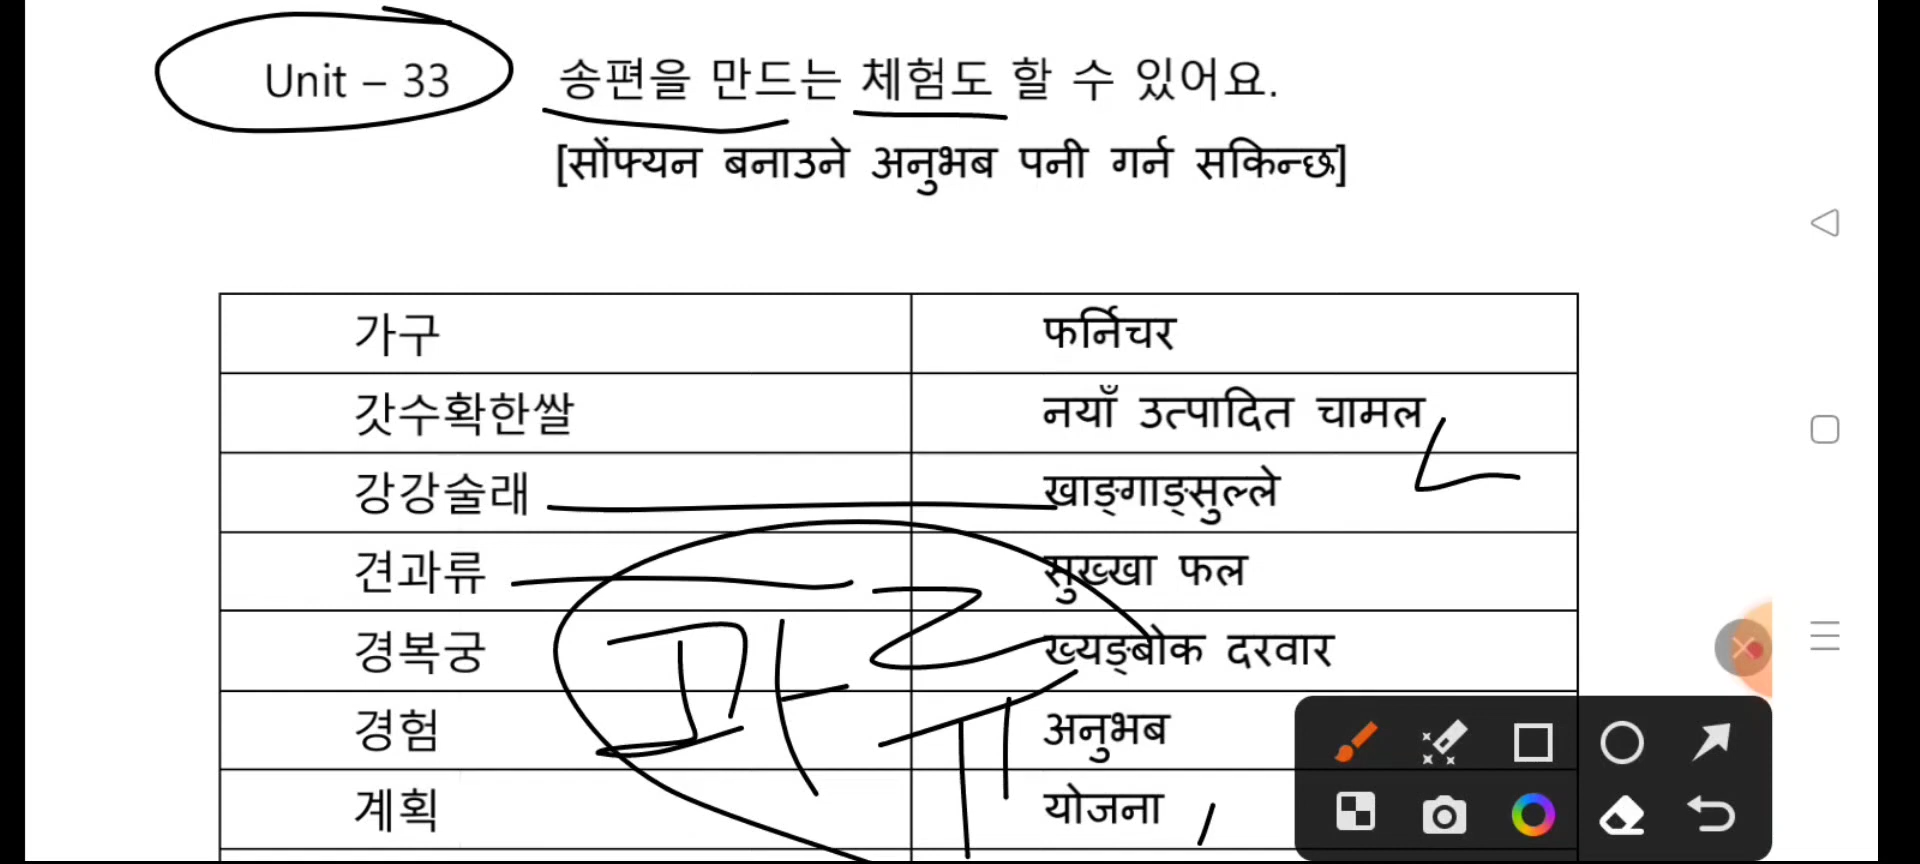 Unit – 33 송편을 만드는 체험도 할 수 있어요.
[सोंफ्यन बनाउने अनुभब पनी गर्न सकिन्छ]
가구 फर्निचर
갓수확한쌀 नयाँ उत्पादित चामल
강강술래 खाङ्गाङ्सुल्ले
견과류 सुख्खा फल
경복궁 ख्यङ्बोक दरवार
경험 अनुभब
계획 योजना